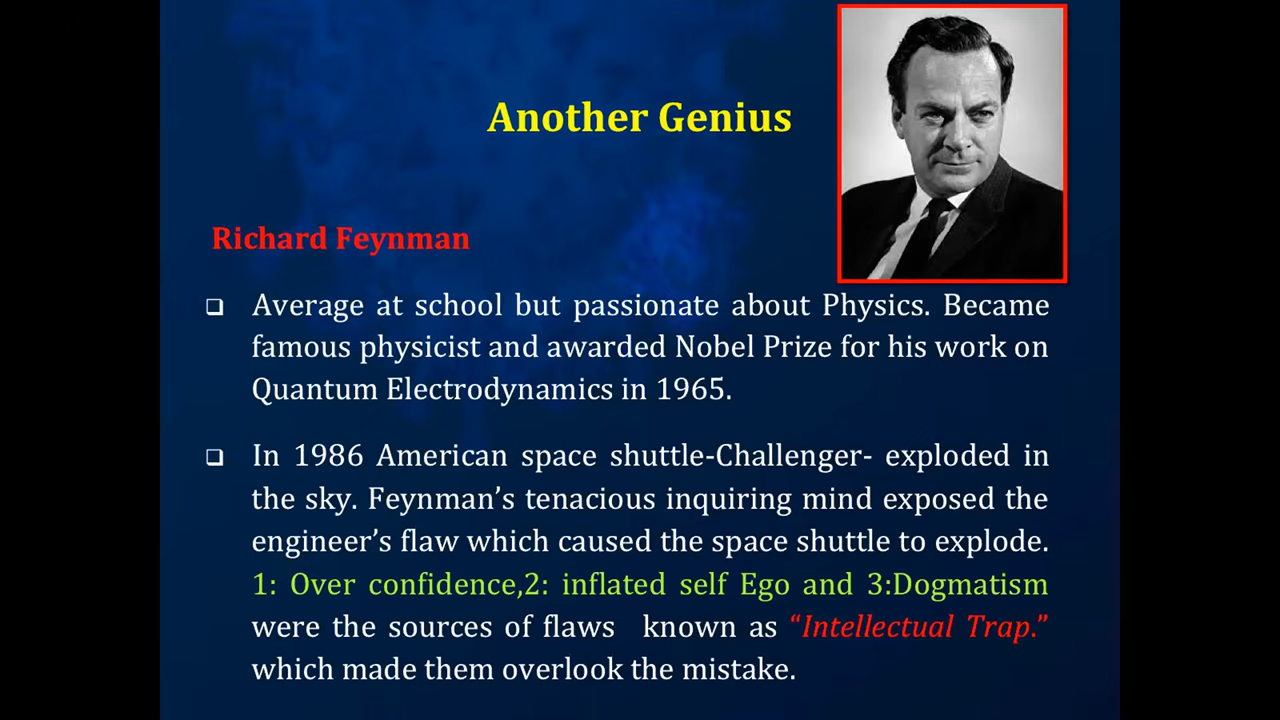 Another Genius
Richard Feynman
Average at school but passionate about Physics. Became
famous physicist and awarded Nobel Prize for his work on
Quantum Electrodynamics in 1965.
In 1986 American space shuttle-Challenger- exploded in
the sky. Feynman’s tenacious inquiring mind exposed the
engineer’s flaw which caused the space shuttle to explode.
1: Over confidence,2: inflated self Ego and 3:Dogmatism
were the sources of flaws known as “Intellectual Trap.”
which made them overlook the mistake.